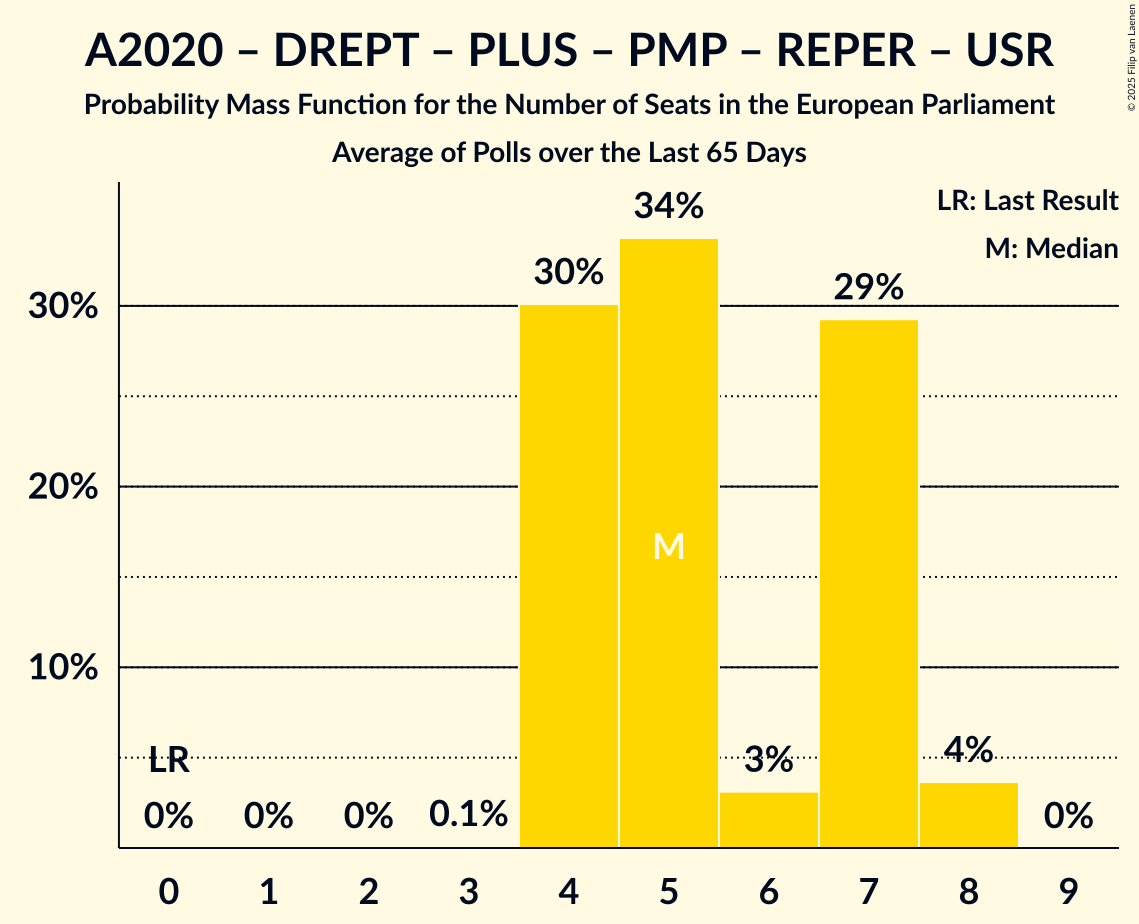 A2020 – DREPT – PLUS – PMP – REPER – USR
Probability Mass Function for the Number of Seats in the European Parliament
Average of Polls over the Last 65 Days
© 2025 Filip van Laenen
LR: Last Result
M: Median
34%
30%
29%
30%
20%
M
10%
LR
3%
4%
0%
0%
0%
0.1%
0%
0
1
2
3
4
5
6
7
8
9